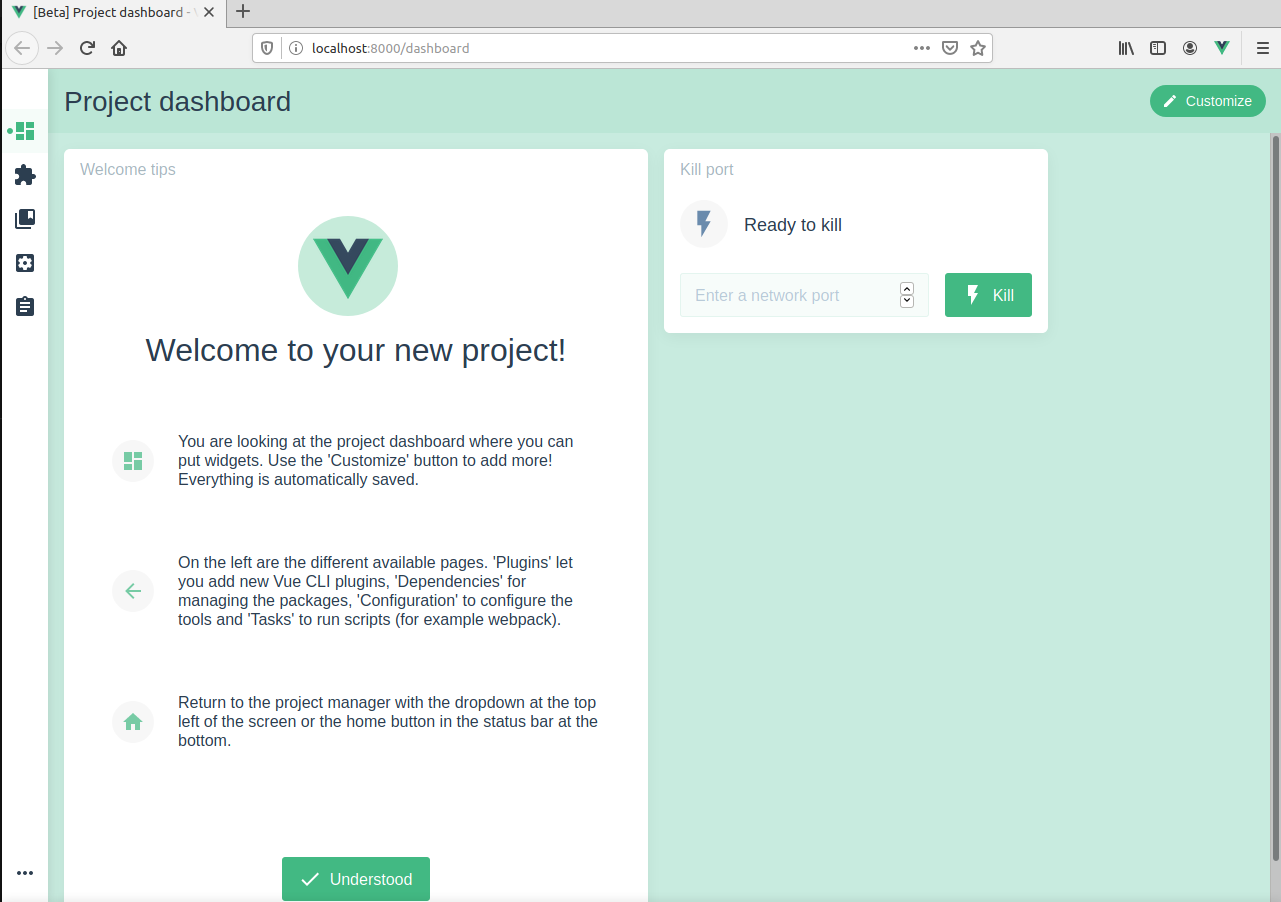 [Beta] Project dashboard -
localhost:8000/dashboard
Project dashboard
Customize
Welcome tips
Welcome to your new project!
You are looking at the project dashboard where you can
put widgets. Use the 'Customize' button to add more!
Everything is automatically saved.
On the left are the different available pages. 'Plugins' let
you add new Vue CLI plugins, 'Dependencies' for
managing the packages, 'Configuration' to configure the
tools and 'Tasks' to run scripts (for example webpack).
Return to the project manager with the dropdown at the top
left of the screen or the home button in the status bar at the
bottom.
Understood
Kill port
Ready to kill
Enter a network port
Kill